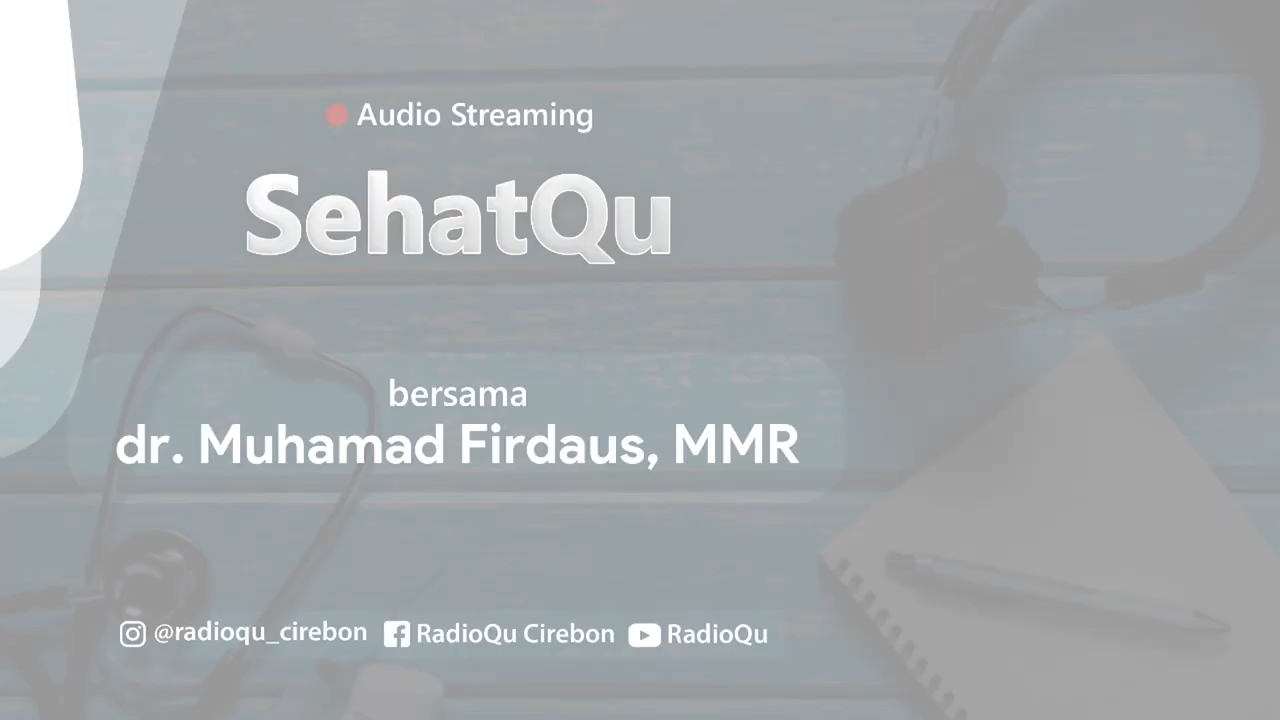 Audio Streaming
SehatQu
bersama
dr. Muhamad Firdaus, MMR
@radioqu_cirebon RadioQu Cirebon RadioQu